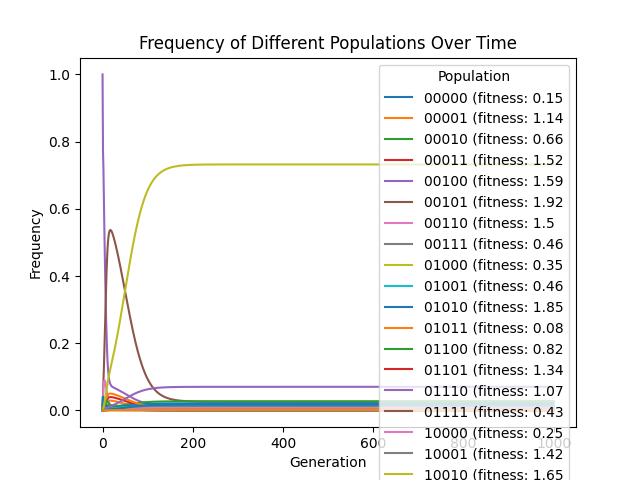 Frequency of Different Populations Over Time
Frequency
1.0
0.8
0.6
0.4
0.2
0.0
0
200
400
600
800
1000
Generation
Population
00000 (fitness: 0.15
00001 (fitness: 1.14
00010 (fitness: 0.66
00011 (fitness: 1.52
00100 (fitness: 1.59
00101 (fitness: 1.92
00110 (fitness: 1.5
00111 (fitness: 0.46
01000 (fitness: 0.35
01001 (fitness: 0.46
01010 (fitness: 1.85
01011 (fitness: 0.08
01100 (fitness: 0.82
01101 (fitness: 1.34
01110 (fitness: 1.07
01111 (fitness: 0.43
10000 (fitness: 0.25
10001 (fitness: 1.42
10010 (fitness: 1.65